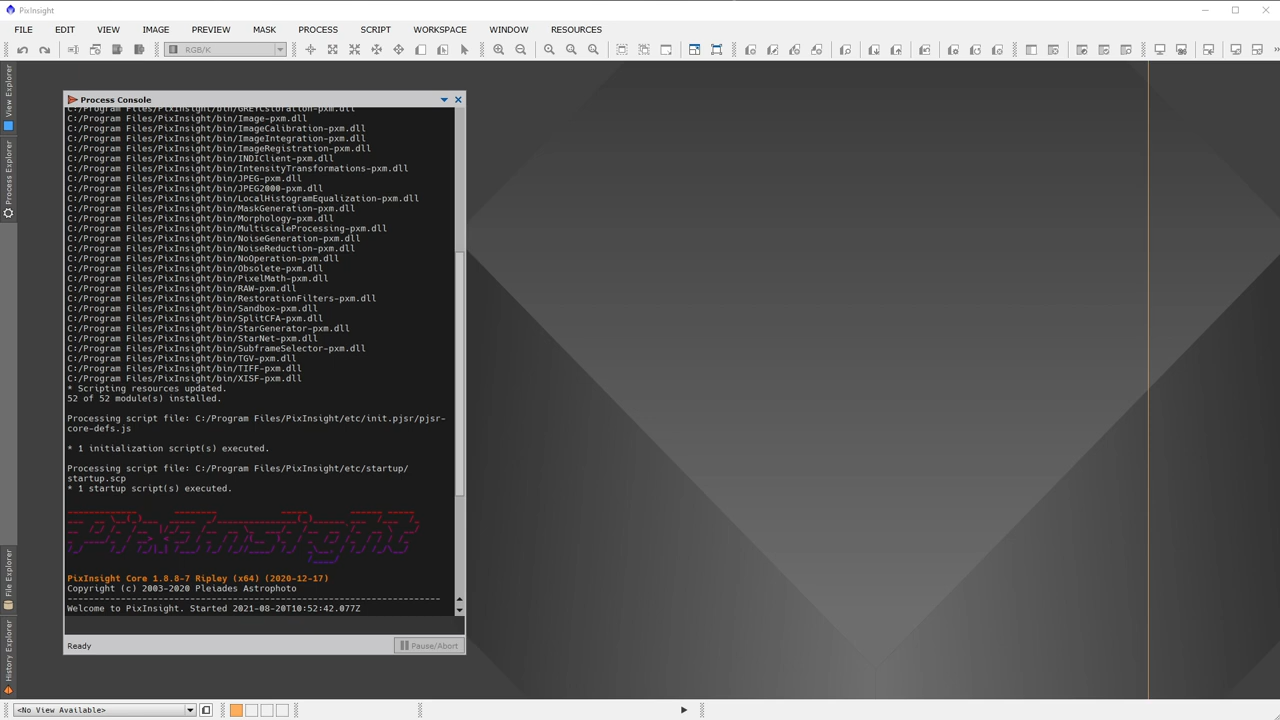 PixInsight
FILE EDIT VIEW IMAGE PREVIEW MASK PROCESS SCRIPT WORKSPACE WINDOW RESOURCES
RGB/K
View Explorer
Process Explorer
File Explorer
History Explorer
Process Console
C:/Program Files/PixInsight/bin/GREYCstoration-pxm.dll
C:/Program Files/PixInsight/bin/Image-pxm.dll
C:/Program Files/PixInsight/bin/ImageCalibration-pxm.dll
C:/Program Files/PixInsight/bin/ImageIntegration-pxm.dll
C:/Program Files/PixInsight/bin/ImageRegistration-pxm.dll
C:/Program Files/PixInsight/bin/INDIClient-pxm.dll
C:/Program Files/PixInsight/bin/IntensityTransformations-pxm.dll
C:/Program Files/PixInsight/bin/JPEG-pxm.dll
C:/Program Files/PixInsight/bin/JPEG2000-pxm.dll
C:/Program Files/PixInsight/bin/LocalHistogramEqualization-pxm.dll
C:/Program Files/PixInsight/bin/MaskGeneration-pxm.dll
C:/Program Files/PixInsight/bin/Morphology-pxm.dll
C:/Program Files/PixInsight/bin/MultiscaleProcessing-pxm.dll
C:/Program Files/PixInsight/bin/NoiseGeneration-pxm.dll
C:/Program Files/PixInsight/bin/NoiseReduction-pxm.dll
C:/Program Files/PixInsight/bin/NoOperation-pxm.dll
C:/Program Files/PixInsight/bin/Obsolete-pxm.dll
C:/Program Files/PixInsight/bin/PixelMath-pxm.dll
C:/Program Files/PixInsight/bin/RAW-pxm.dll
C:/Program Files/PixInsight/bin/RestorationFilters-pxm.dll
C:/Program Files/PixInsight/bin/Sandbox-pxm.dll
C:/Program Files/PixInsight/bin/SplitCFA-pxm.dll
C:/Program Files/PixInsight/bin/StarGenerator-pxm.dll
C:/Program Files/PixInsight/bin/StarNet-pxm.dll
C:/Program Files/PixInsight/bin/SubframeSelector-pxm.dll
C:/Program Files/PixInsight/bin/TGV-pxm.dll
C:/Program Files/PixInsight/bin/TIFF-pxm.dll
C:/Program Files/PixInsight/bin/XISF-pxm.dll
* Scripting resources updated.
52 of 52 module(s) installed.
Processing script file: C:/Program Files/PixInsight/etc/init.pjsr/pjsr-
core-defs.js
* 1 initialization script(s) executed.
Processing script file: C:/Program Files/PixInsight/etc/startup/
startup.scp
* 1 startup script(s) executed.
PixInsight
PixInsight Core 1.8.8-7 Ripley (x64) (2020-12-17)
Copyright (c) 2003-2020 Pleiades Astrophoto
----------------------------------------------------------------------
Welcome to PixInsight. Started 2021-08-20T10:52:42.077Z
Ready
Pause/Abort
<No View Available>